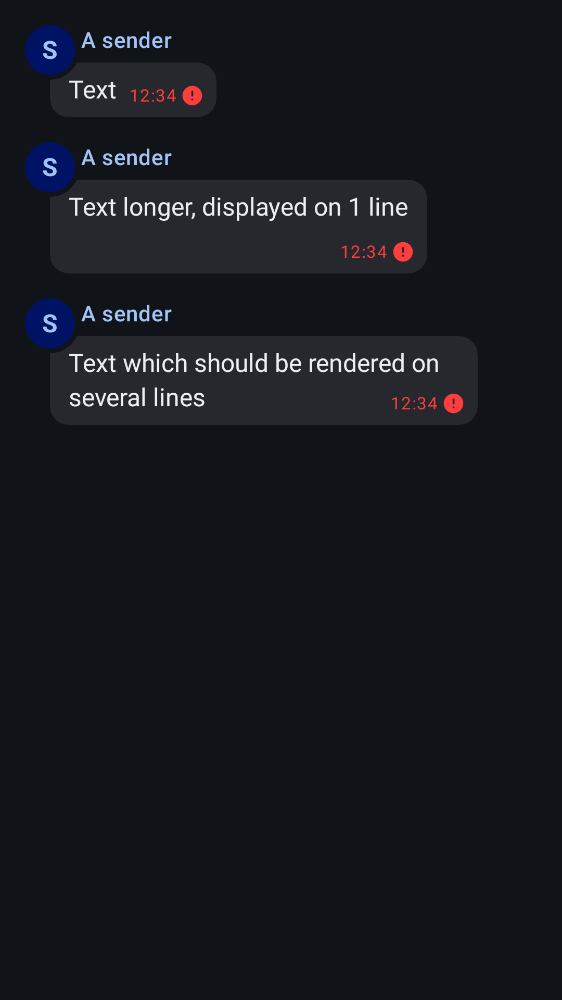 S
A sender
Text 12:34
S
A sender
Text longer, displayed on 1 line
12:34
S
A sender
Text which should be rendered on
several lines 12:34